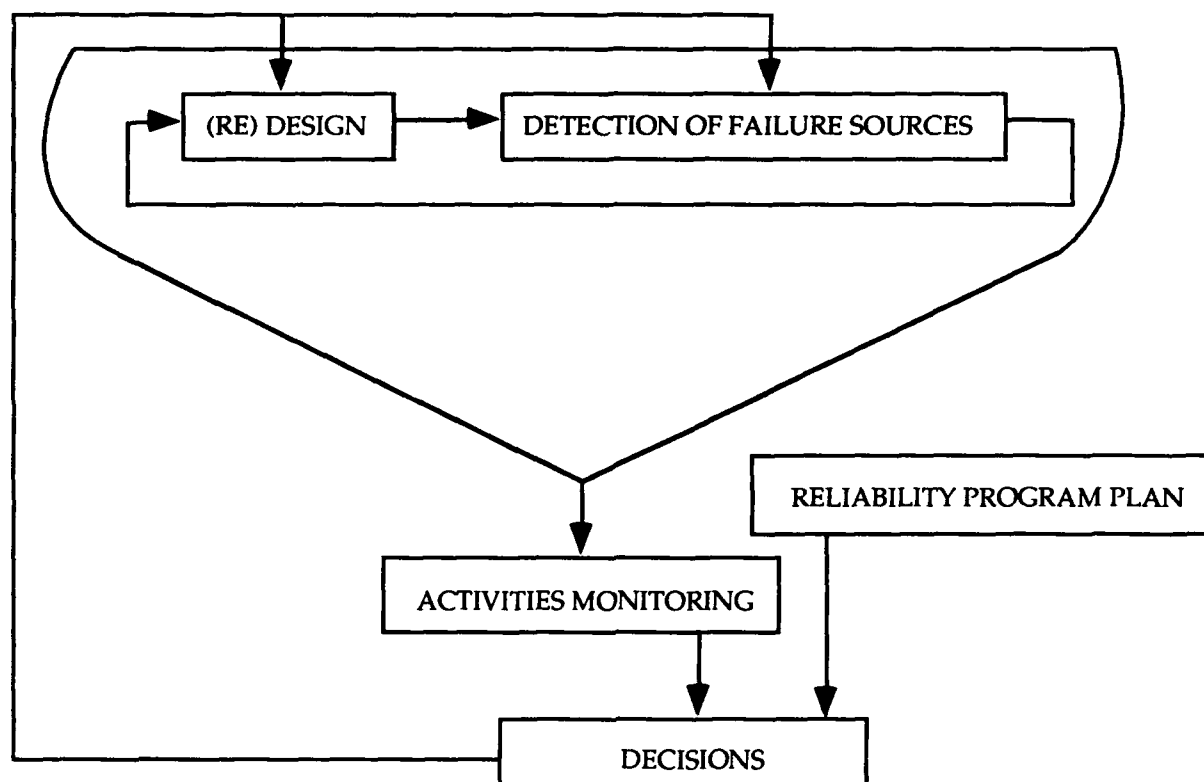 (RE) DESIGN
DETECTION OF FAILURE SOURCES
RELIABILITY PROGRAM PLAN
ACTIVITIES MONITORING
DECISIONS